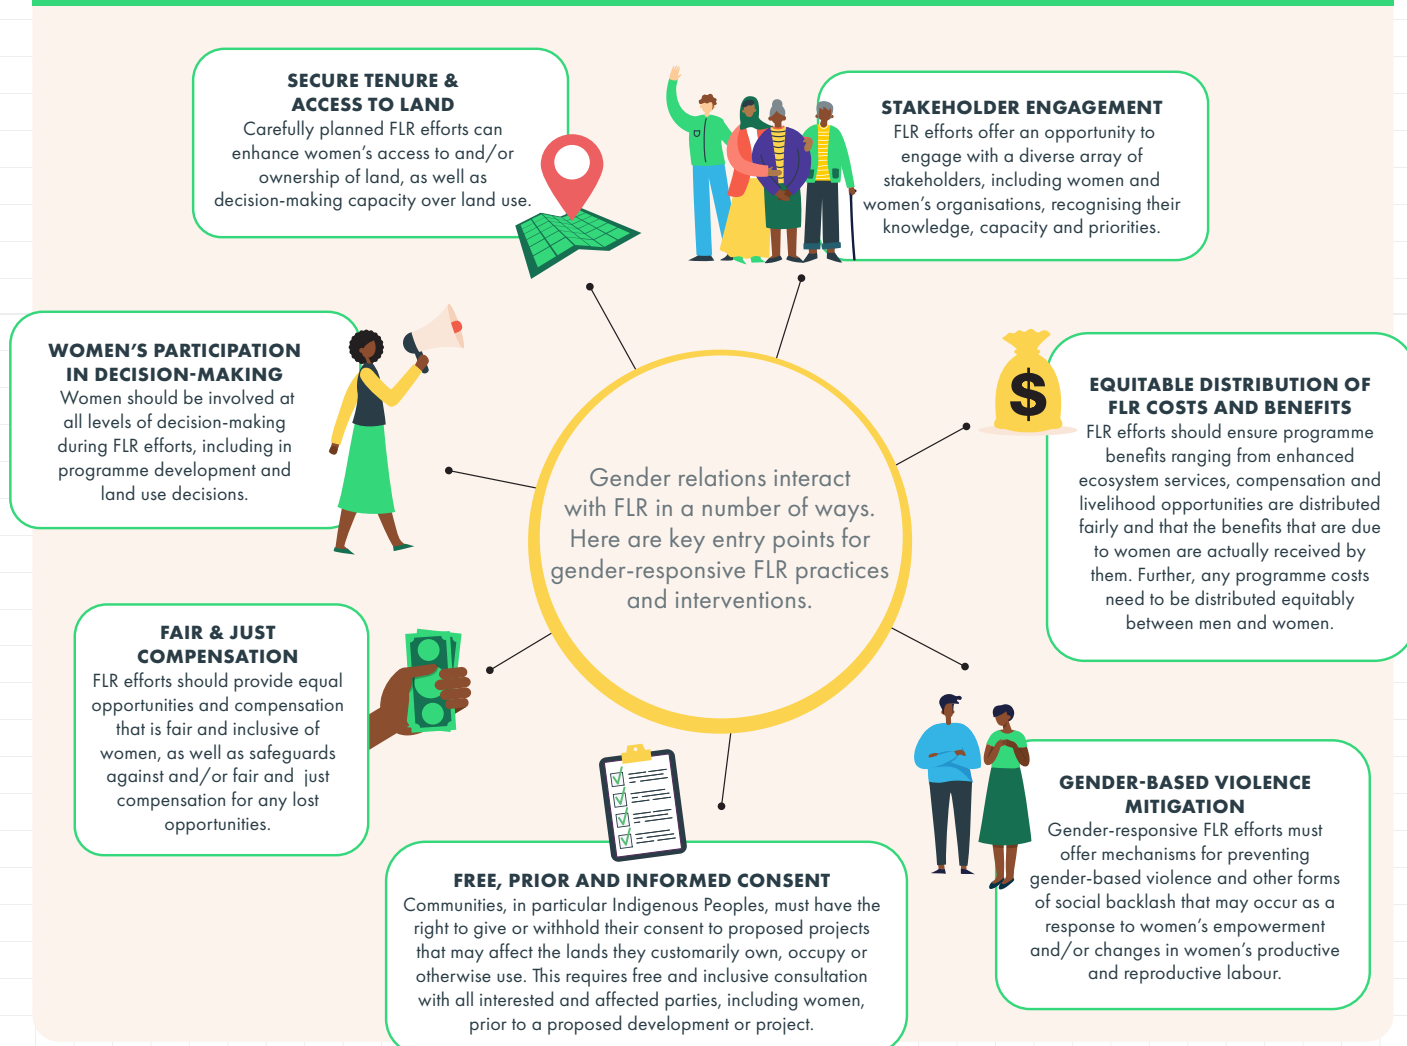 SECURE TENURE &
ACCESS TO LAND
Carefully planned FLR efforts can
enhance women's access to and/or
ownership of land, as well as
decision-making capacity over land use.
STAKEHOLDER ENGAGEMENT
FLR efforts offer an opportunity to
engage with a diverse array of
stakeholders, including women and
women's organisations, recognising their
knowledge, capacity and priorities.
WOMEN'S PARTICIPATION
IN DECISION-MAKING
Women should be involved at
all levels of decision-making
during FLR efforts, including in
programme development and
land use decisions.
$
EQUITABLE DISTRIBUTION OF
FLR COSTS AND BENEFITS
FLR efforts should ensure programme
benefits ranging from enhanced
ecosystem services, compensation and
livelihood opportunities are distributed
fairly and that the benefits that are due
to women are actually received by
them. Further, any programme costs
need to be distributed equitably
between men and women.
Gender relations interact
with FLR in a number of ways.
Here are key entry points for
gender-responsive FLR practices
and interventions.
FAIR & JUST
COMPENSATION
FLR efforts should provide equal
opportunities and compensation
that is fair and inclusive of
women, as well as safeguards
against and/or fair and  just
compensation for any lost
opportunities.
GENDER-BASED VIOLENCE
MITIGATION
Gender-responsive FLR efforts must
offer mechanisms for preventing
gender-based violence and other forms
of social backlash that may occur as a
response to women's empowerment
and/or changes in women's productive
and reproductive labour.
FREE, PRIOR AND INFORMED CONSENT
Communities, in particular Indigenous Peoples, must have the
right to give or withhold their consent to proposed projects
that may affect the lands they customarily own, occupy or
otherwise use. This requires free and inclusive consultation
with all interested and affected parties, including women,
prior to a proposed development or project.